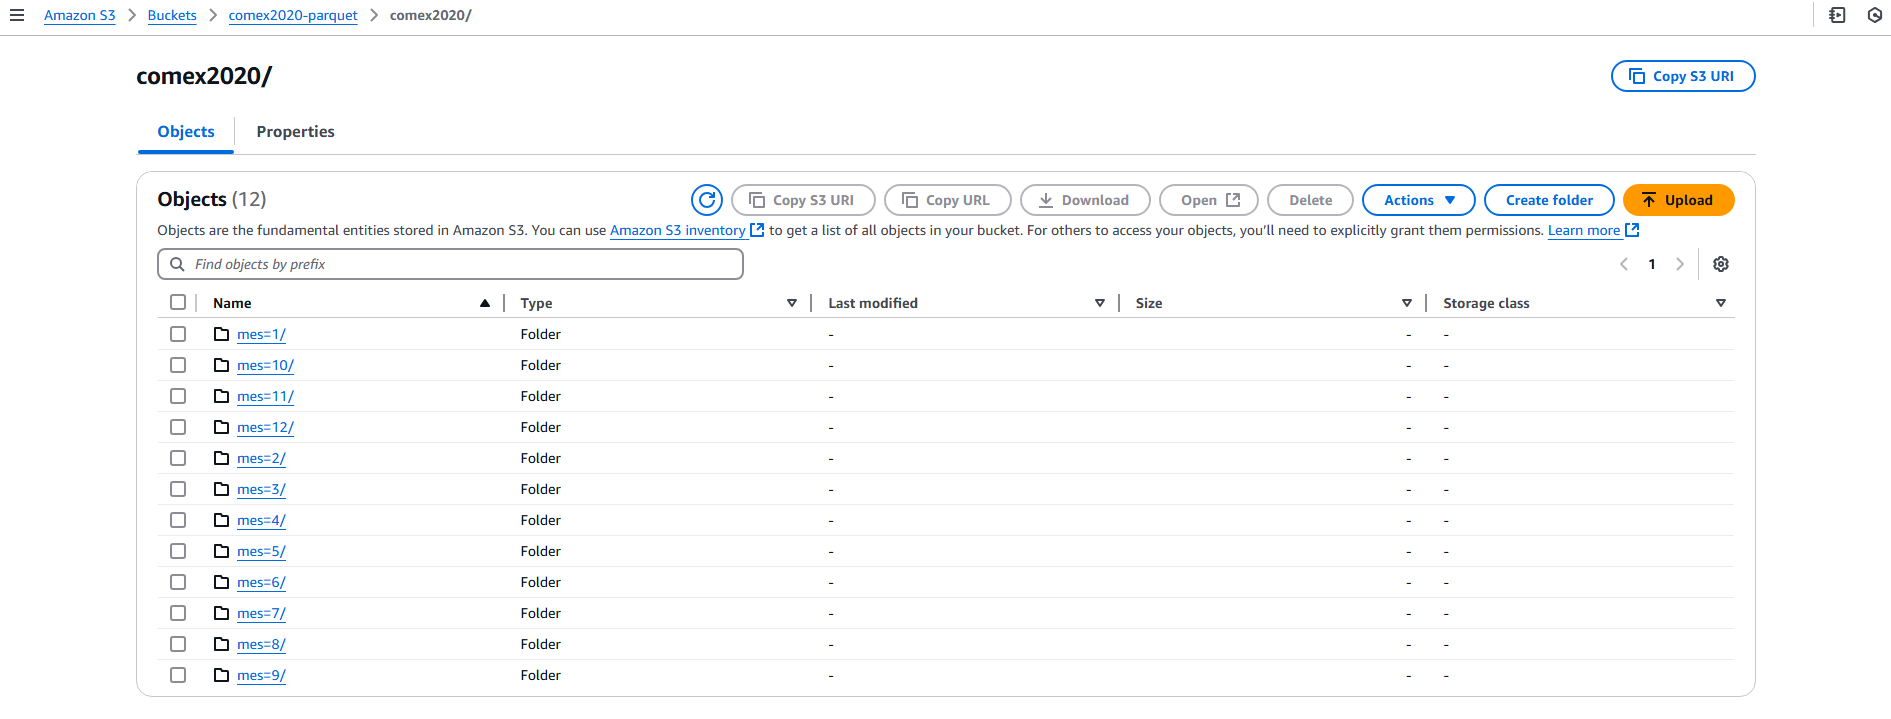 Amazon S3 > Buckets > comex2020-parquet > comex2020/
comex2020/
Copy S3 URI
Objects Properties
Objects (12) Copy S3 URI Copy URL Download Open Delete Actions Create folder Upload
Objects are the fundamental entities stored in Amazon S3. You can use Amazon S3 inventory to get a list of all objects in your bucket. For others to access your objects, you’ll need to explicitly grant them permissions. Learn more
Find objects by prefix
< 1 >
Name Type Last modified Size Storage class
mes=1/ Folder - - -
mes=10/ Folder - - -
mes=11/ Folder - - -
mes=12/ Folder - - -
mes=2/ Folder - - -
mes=3/ Folder - - -
mes=4/ Folder - - -
mes=5/ Folder - - -
mes=6/ Folder - - -
mes=7/ Folder - - -
mes=8/ Folder - - -
mes=9/ Folder - - -